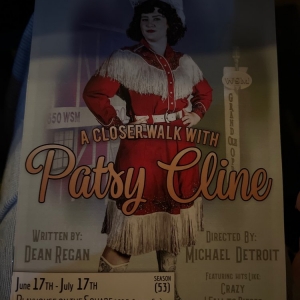 650 WSM
A CLOSER WALK WITH
Patsy Cline
WRITTEN BY:
DEAN REGAN
DIRECTED BY:
MICHAEL DETROIT
JUNE 17TH - JULY 17TH
SEASON
(53)
FEATURING HITS LIKE:
CRAZY